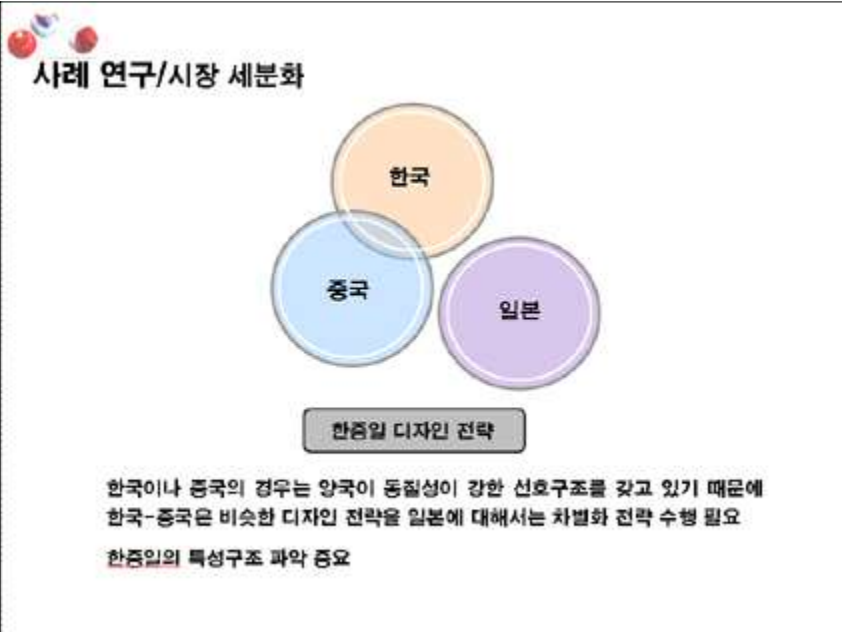 사례 연구/시장 세분화
한국
중국
일본
한중일 디자인 전략
한국이나 중국의 경우는 양국이 동질성이 강한 선호구조를 갖고 있기 때문에
한국-중국은 비슷한 디자인 전략을 일본에 대해서는 차별화 전략 수행 필요
한중일의 특성구조 파악 중요